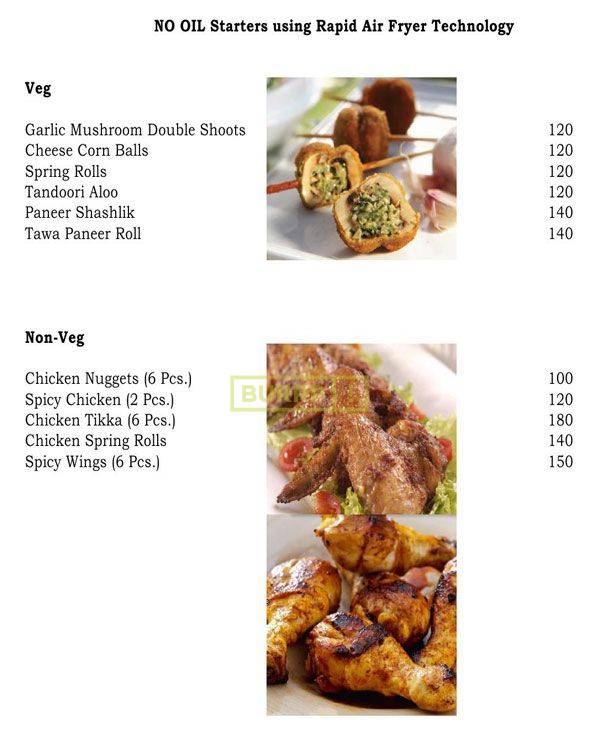 NO OIL Starters using Rapid Air Fryer Technology
Veg
Garlic Mushroom Double Shoots 120
Cheese Corn Balls 120
Spring Rolls 120
Tandoori Aloo 120
Paneer Shashlik 140
Tawa Paneer Roll 140
Non-Veg
Chicken Nuggets (6 Pcs.) 100
Spicy Chicken (2 Pcs.) 120
Chicken Tikka (6 Pcs.) 180
Chicken Spring Rolls 140
Spicy Wings (6 Pcs.) 150